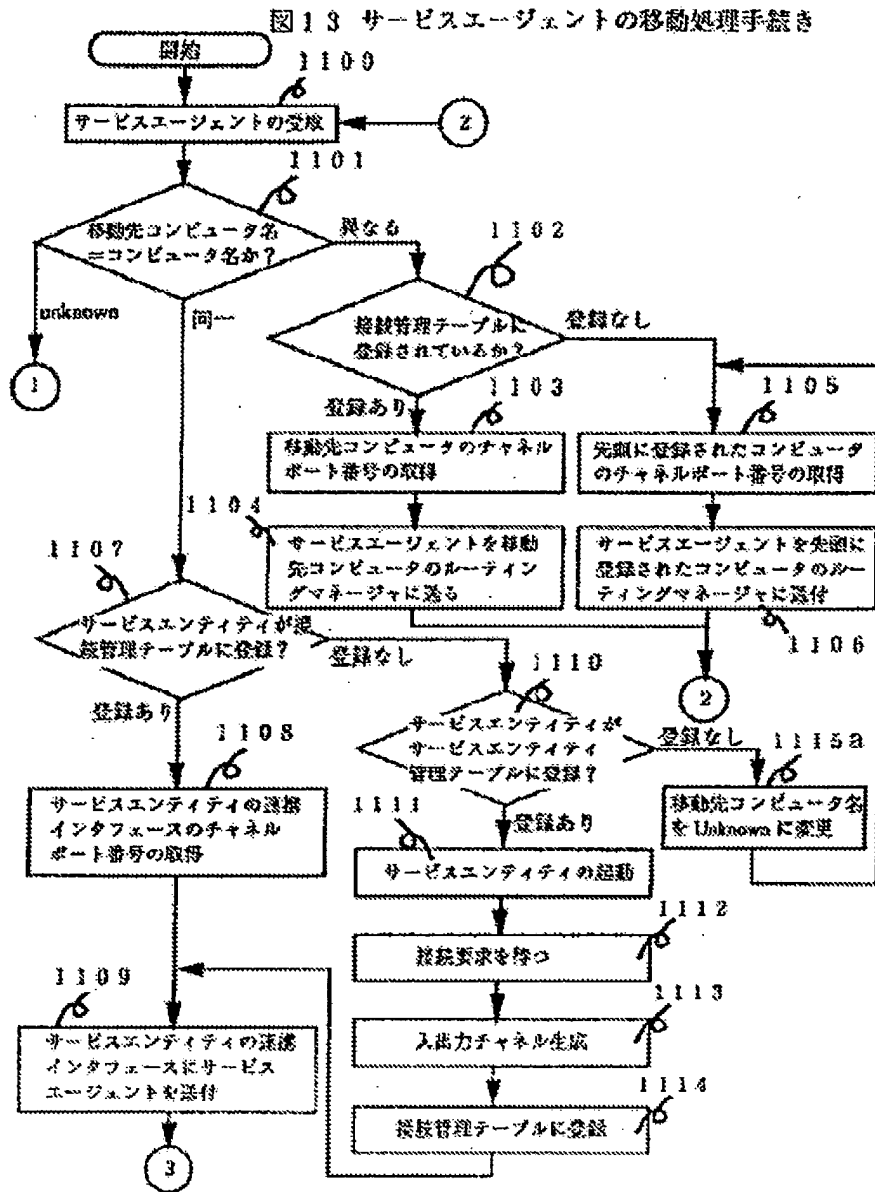 図13 サービスエージェントの移動処理手続き
開始
1100
サービスエージェントの受取
2
1101
移動先コンピュータ名
=コンピュータ名か?
異なる
unknown
同一
1
1102
接続管理テーブルに
登録されているか?
登録なし
登録あり
1103
移動先コンピュータのチャネル
ポート番号の取得
1105
先頭に登録されたコンピュータ
のチャネルポート番号の取得
1104
サービスエージェントを移動
先コンピュータのルーティン
グマネージャに送る
サービスエージェントを先頭に
登録されたコンピュータのルー
ティングマネージャに送付
1106
2
1107
サービスエンティティが接
続管理テーブルに登録?
登録なし
登録あり
1108
サービスエンティティの連携
インタフェースのチャネル
ポート番号の取得
1110
サービスエンティティが
サービスエンティティ
管理テーブルに登録?
登録なし
登録あり
1115a
移動先コンピュータ名
をUnknownに変更
1111
サービスエンティティの起動
1112
接続要求を待つ
1113
入出力チャネル生成
1114
接続管理テーブルに登録
1109
サービスエンティティの連携
インタフェースにサービス
エージェントを送付
3